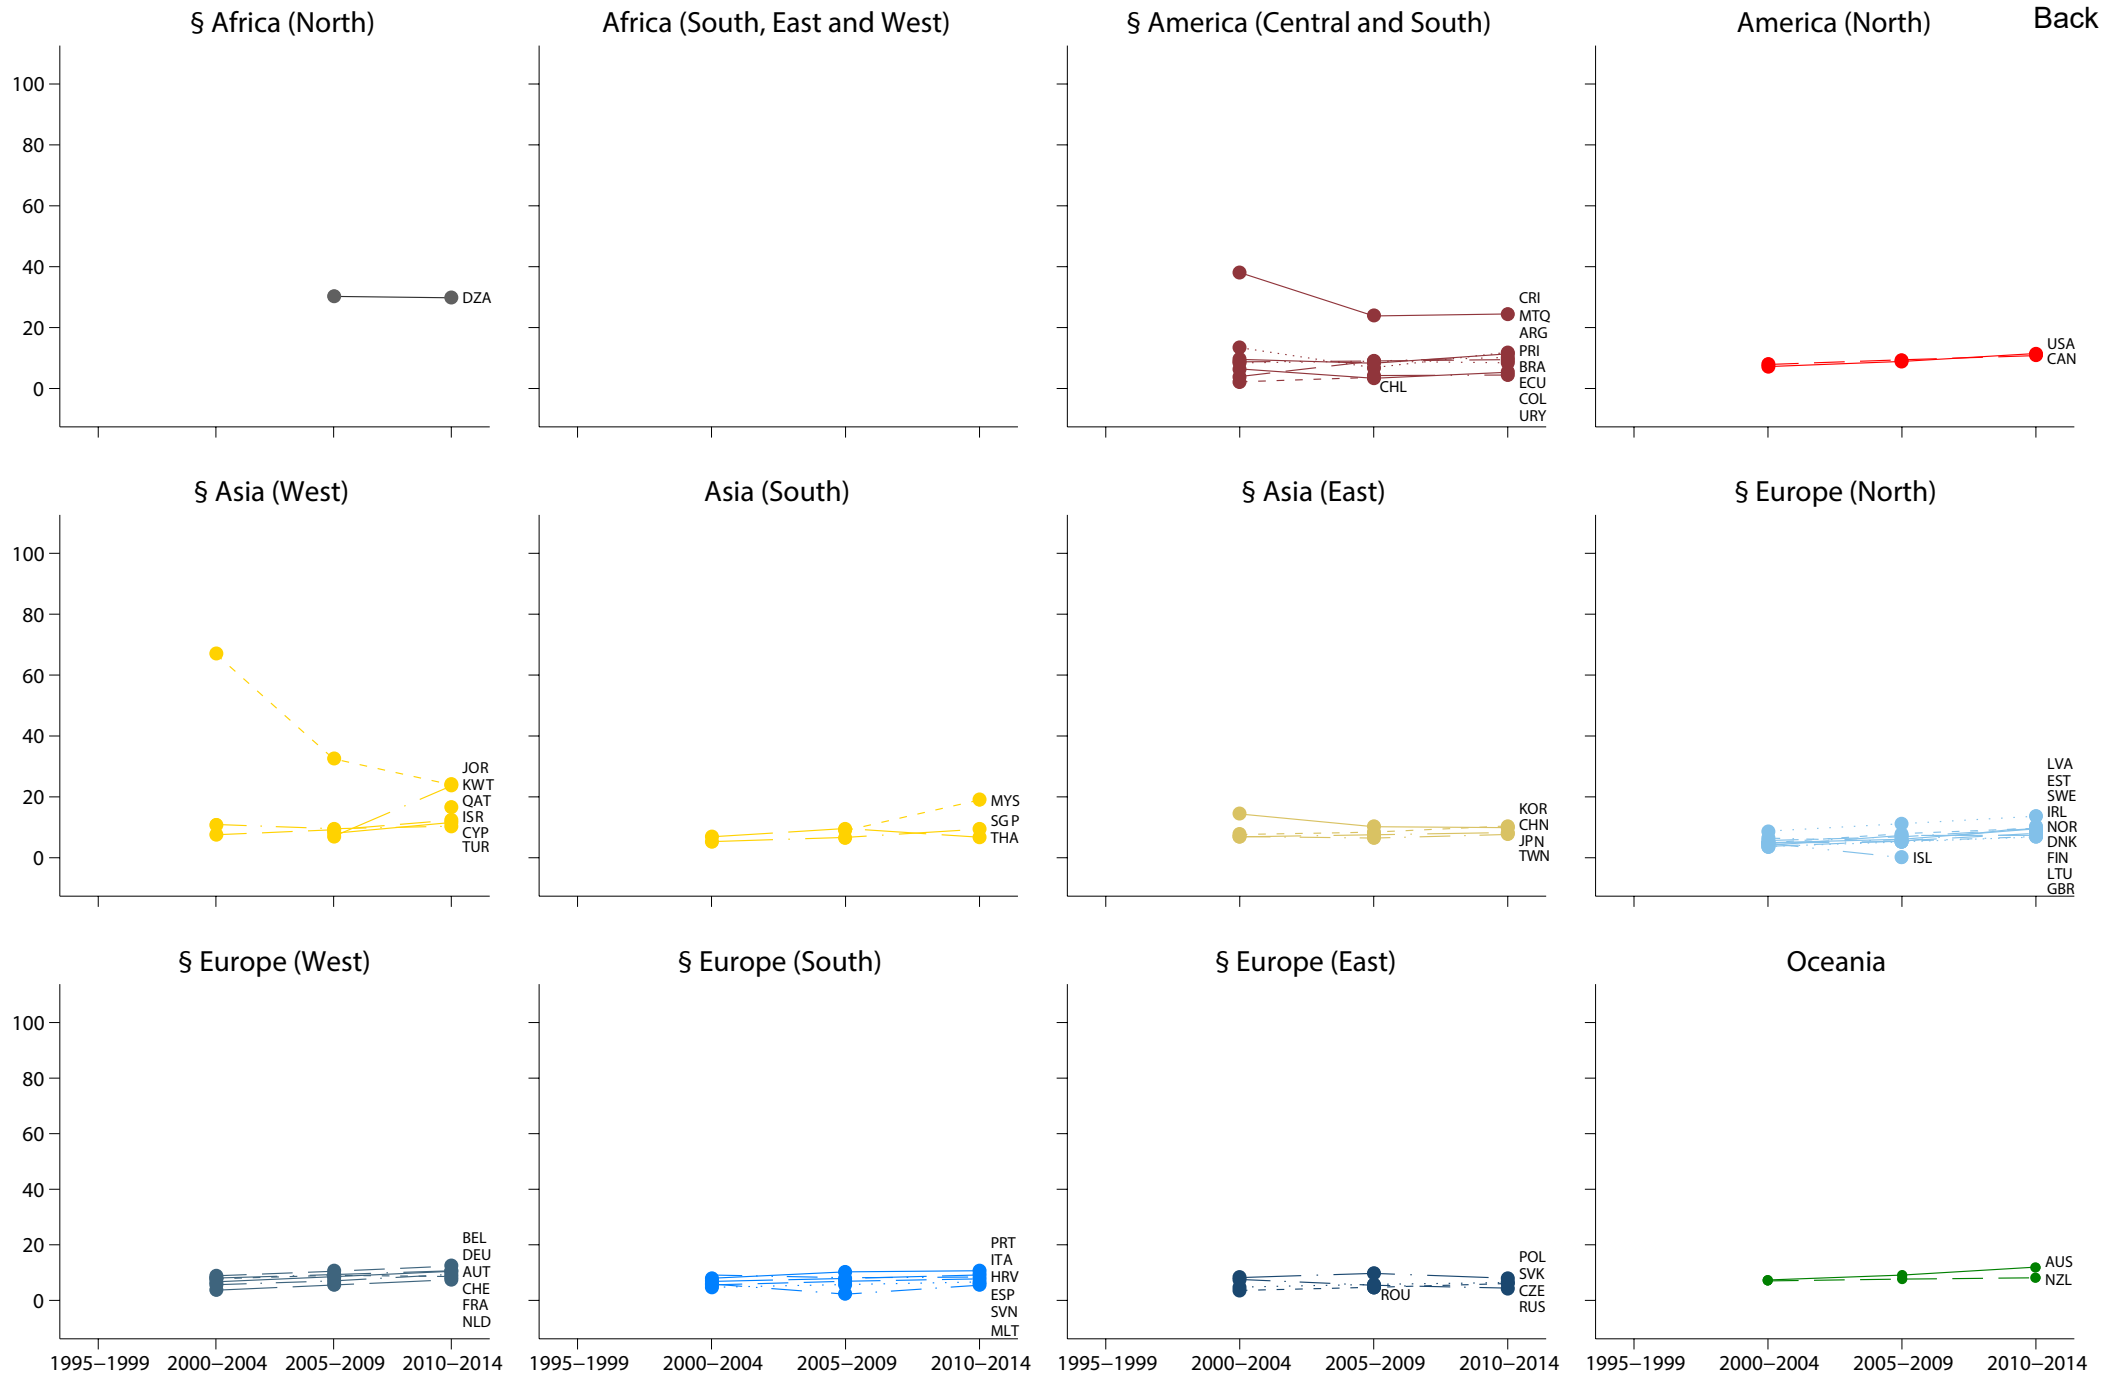 § Africa (North)
Africa (South, East and West)
§ America (Central and South)
America (North)
Back
100
80
60
40
20
0
DZA
CRI
MTQ
ARG
PRI
BRA
ECU
COL
URY
CHL
USA
CAN
§ Asia (West)
Asia (South)
§ Asia (East)
§ Europe (North)
100
80
60
40
20
0
JOR
KWT
QAT
ISR
CYP
TUR
MYS
SGP
THA
KOR
CHN
JPN
TWN
LVA
EST
SWE
IRL
NOR
DNK
FIN
LTU
GBR
ISL
§ Europe (West)
§ Europe (South)
§ Europe (East)
Oceania
100
80
60
40
20
0
BEL
DEU
AUT
CHE
FRA
NLD
PRT
ITA
HRV
ESP
SVN
MLT
POL
SVK
CZE
RUS
ROU
AUS
NZL
1995–1999 2000–2004 2005–2009 2010–2014
1995–1999 2000–2004 2005–2009 2010–2014
1995–1999 2000–2004 2005–2009 2010–2014
1995–1999 2000–2004 2005–2009 2010–2014